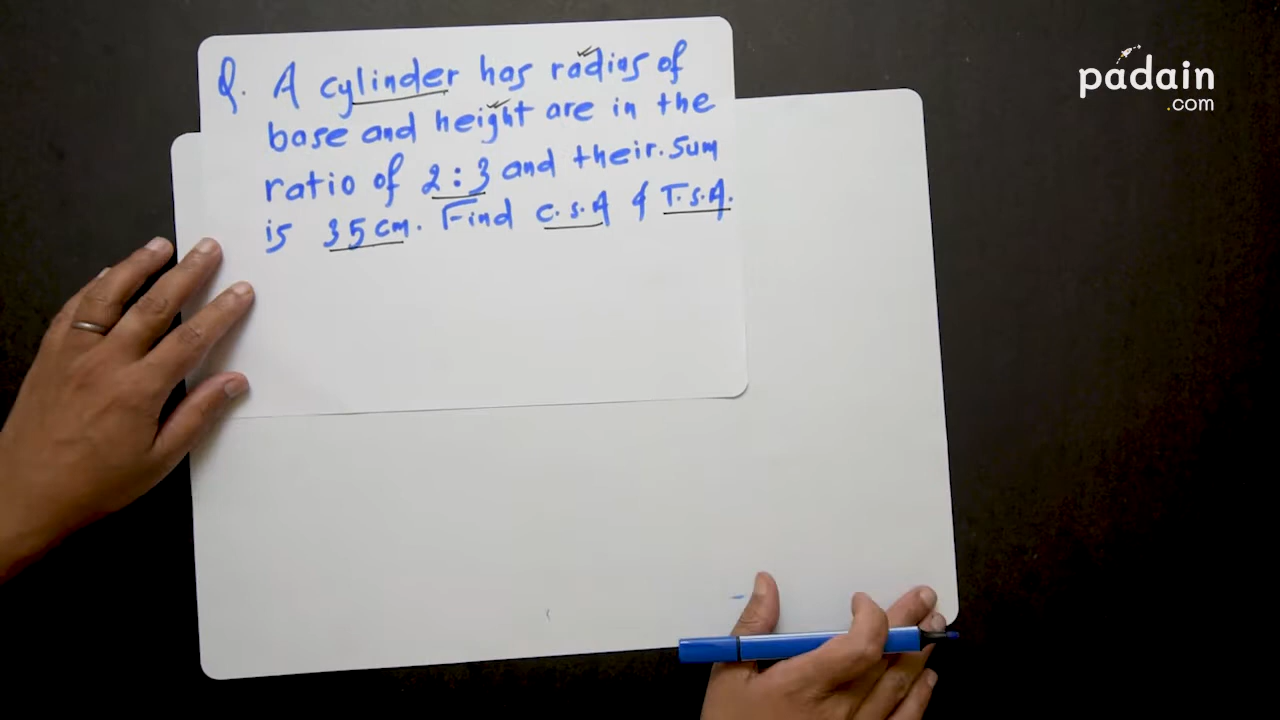 Q. A cylinder has radius of
base and height are in the
ratio of 2 : 3 and their sum
is 35 cm. Find C.S.A & T.S.A.
padain
.com